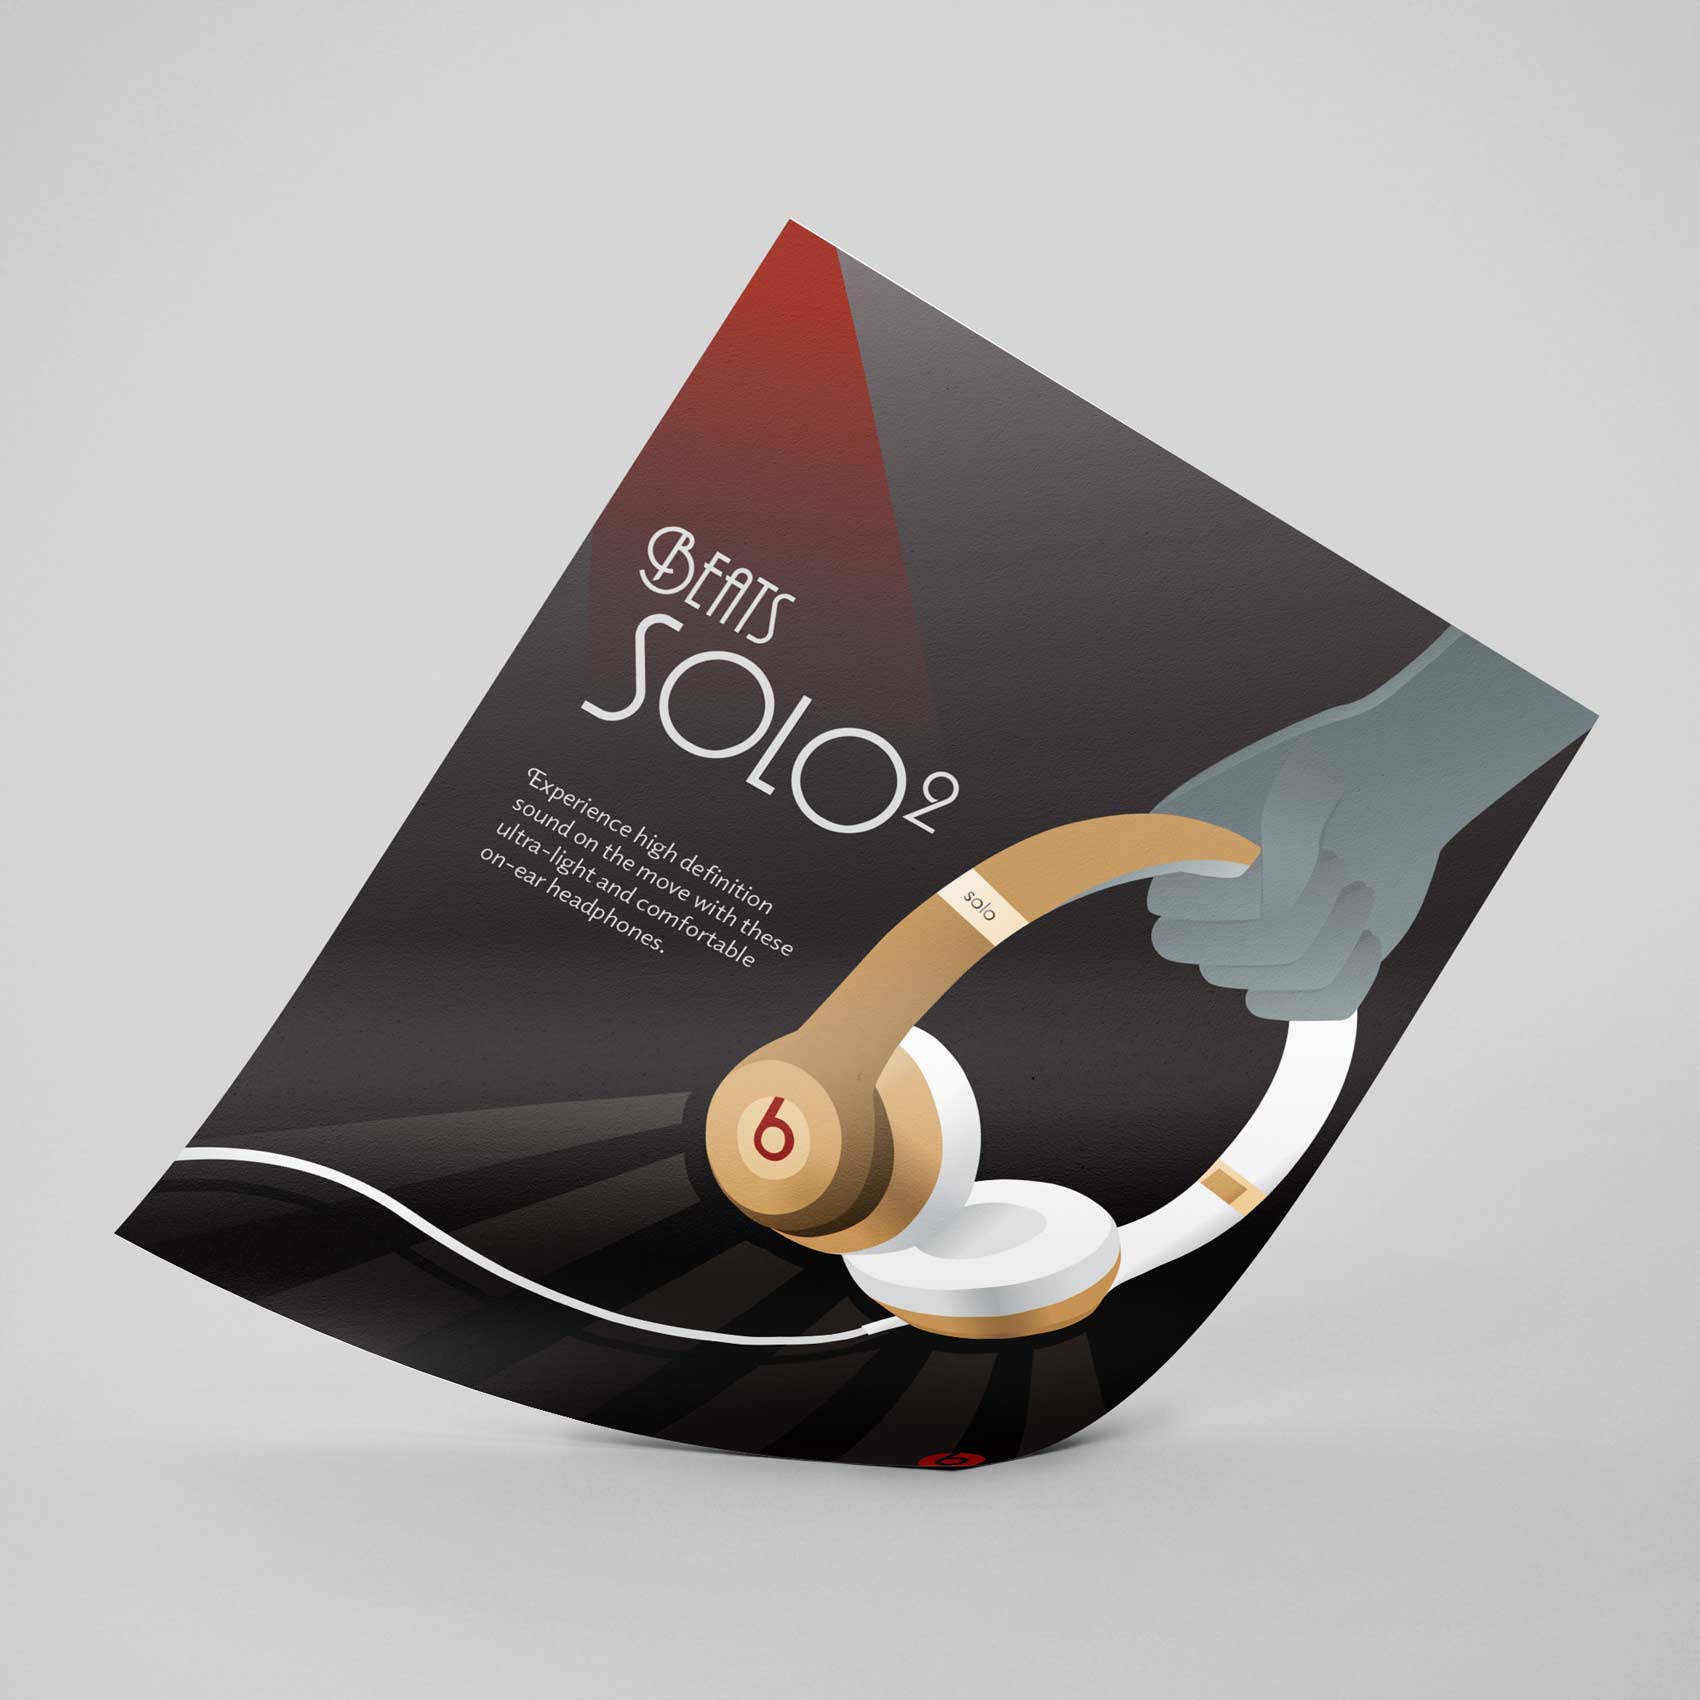 BEATS
SOLO2
Experience high definition
sound on the move with these
ultra-light and comfortable
on-ear headphones.
solo
b
b